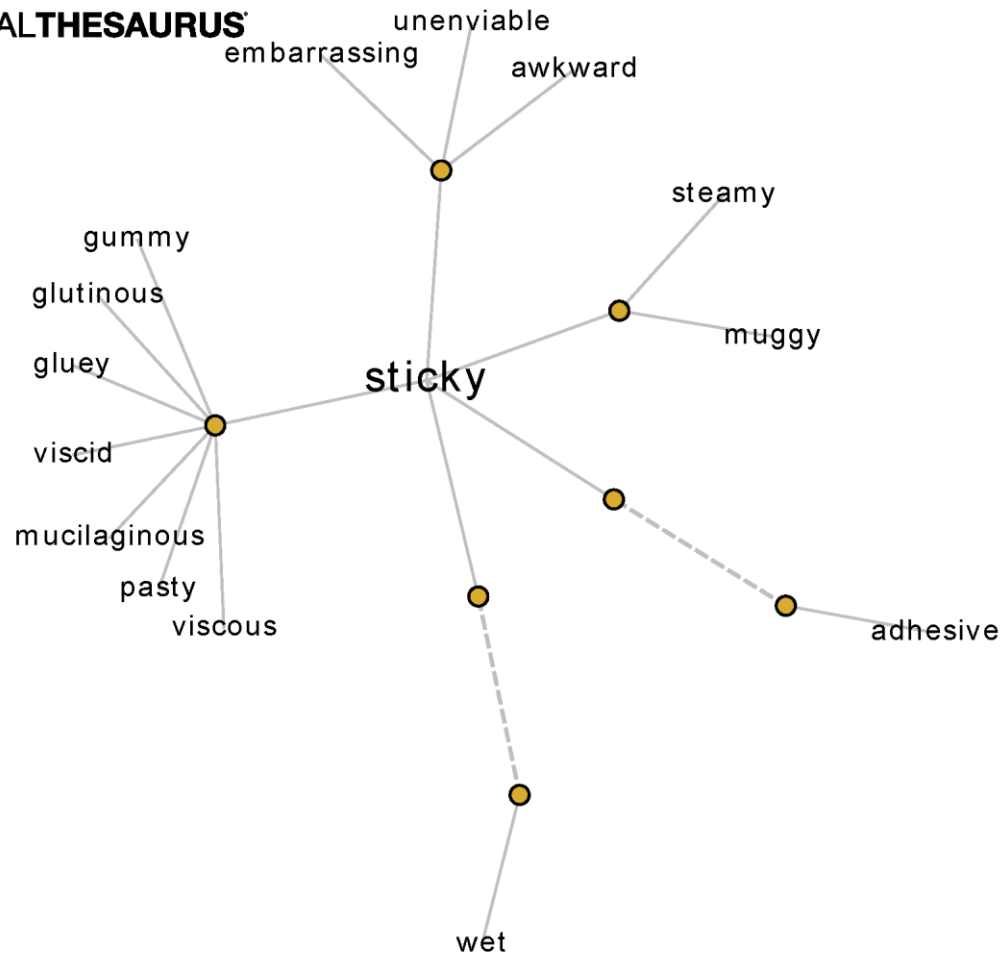 ALTHESAURUS
unenviable
embarrassing
awkward
steamy
gummy
glutinous
muggy
gluey
sticky
viscid
mucilaginous
pasty
viscous
adhesive
wet